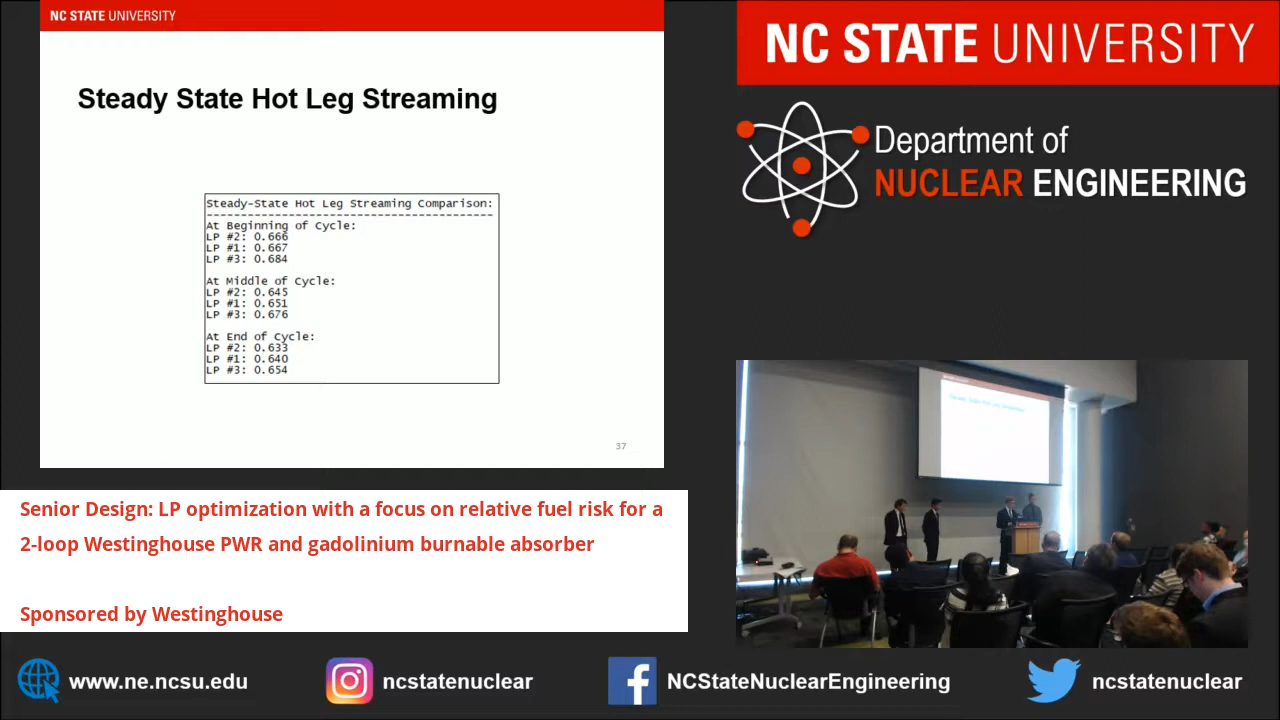 NC STATE UNIVERSITY
Steady State Hot Leg Streaming
Steady-State Hot Leg Streaming Comparison:
------------------------------------------
At Beginning of Cycle:
LP #2: 0.666
LP #1: 0.667
LP #3: 0.684
At Middle of Cycle:
LP #2: 0.645
LP #1: 0.651
LP #3: 0.676
At End of Cycle:
LP #2: 0.633
LP #1: 0.640
LP #3: 0.654
37
NC STATE UNIVERSITY
Department of
NUCLEAR ENGINEERING
Senior Design: LP optimization with a focus on relative fuel risk for a
2-loop Westinghouse PWR and gadolinium burnable absorber
Sponsored by Westinghouse
www.ne.ncsu.edu
ncstatenuclear
NCStateNuclearEngineering
ncstatenuclear